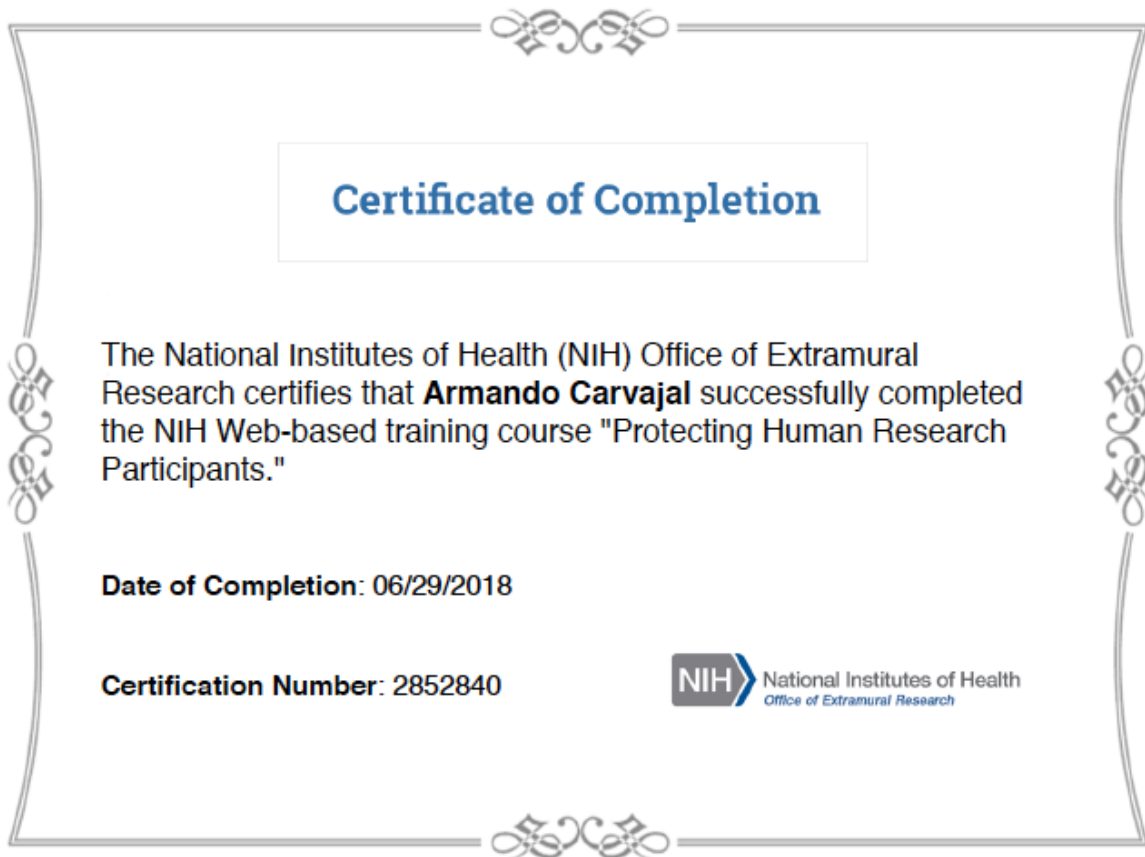 Certificate of Completion
The National Institutes of Health (NIH) Office of Extramural
Research certifies that Armando Carvajal successfully completed
the NIH Web-based training course "Protecting Human Research
Participants."
Date of Completion: 06/29/2018
Certification Number: 2852840
NIH National Institutes of Health
Office of Extramural Research